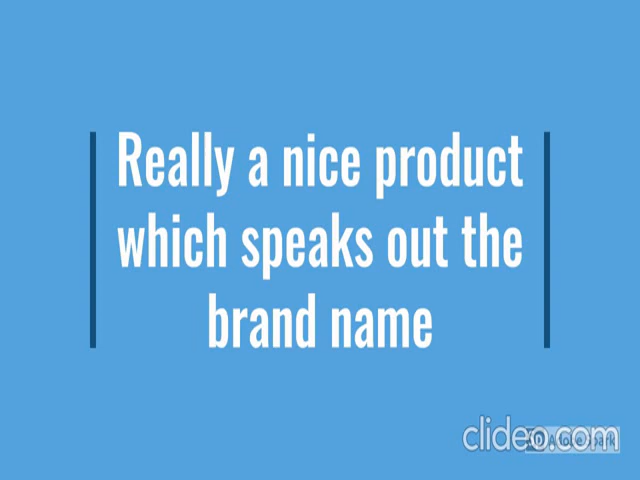 Really a nice product
which speaks out the
brand name
clideo.com